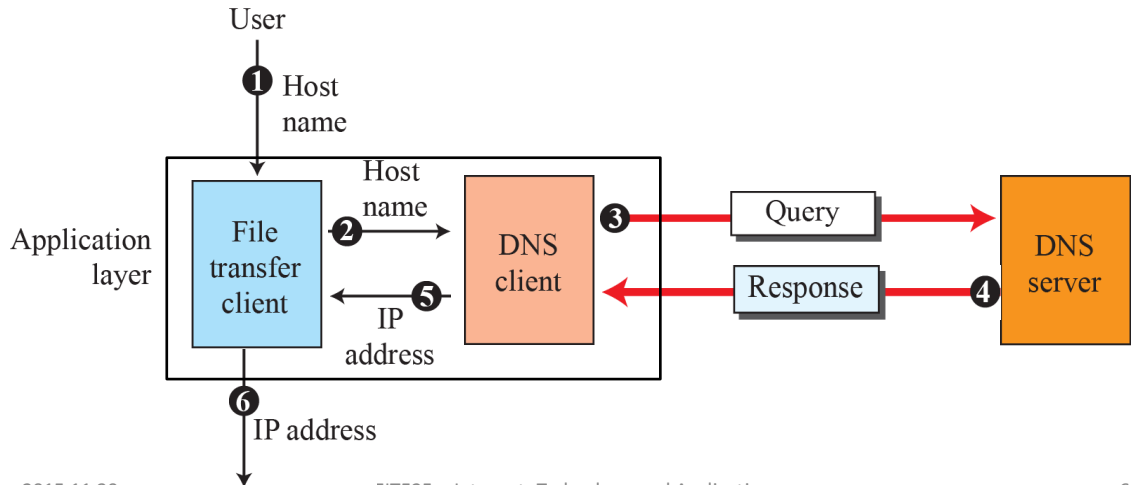 User
1
Host
name
Application
layer
File
transfer
client
Host
name
2
5
IP
address
DNS
client
3
Query
Response
4
DNS
server
6
IP address